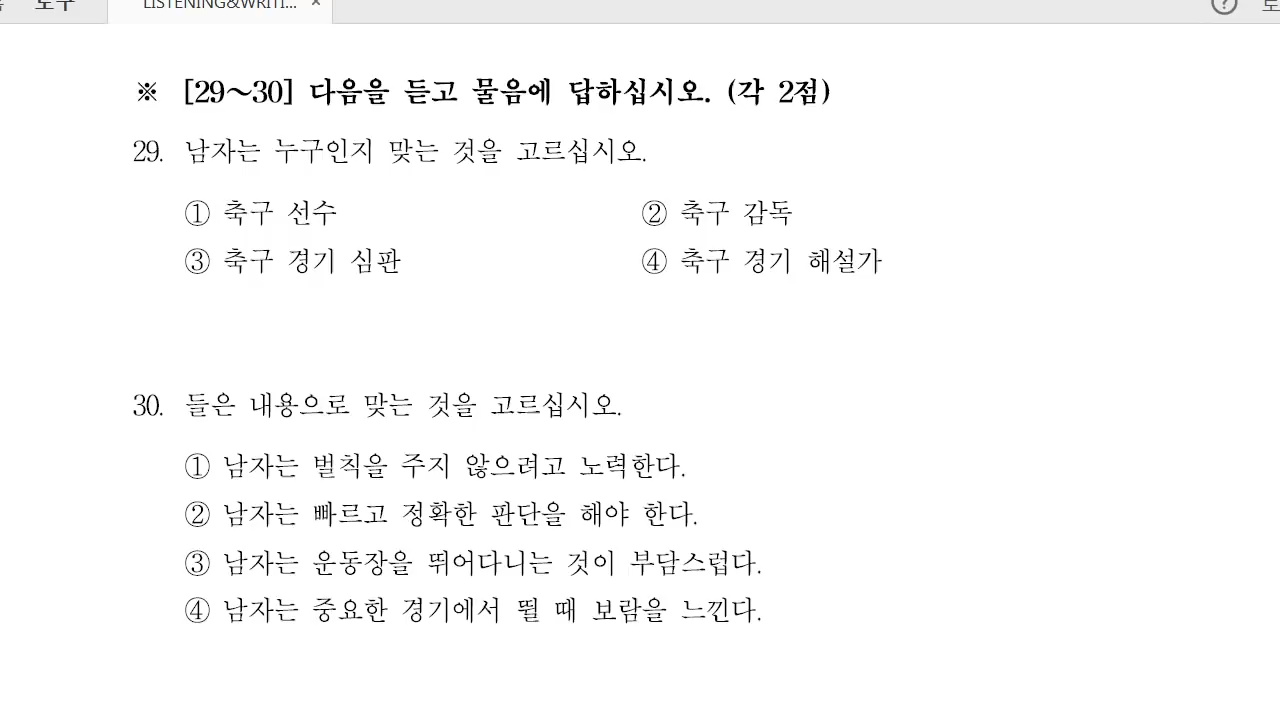 도구
LISTENING&WRITI... ×
?
※ [29～30] 다음을 듣고 물음에 답하십시오. (각 2점)
29. 남자는 누구인지 맞는 것을 고르십시오.
① 축구 선수 ② 축구 감독
③ 축구 경기 심판 ④ 축구 경기 해설가
30. 들은 내용으로 맞는 것을 고르십시오.
① 남자는 벌칙을 주지 않으려고 노력한다.
② 남자는 빠르고 정확한 판단을 해야 한다.
③ 남자는 운동장을 뛰어다니는 것이 부담스럽다.
④ 남자는 중요한 경기에서 뛸 때 보람을 느낀다.